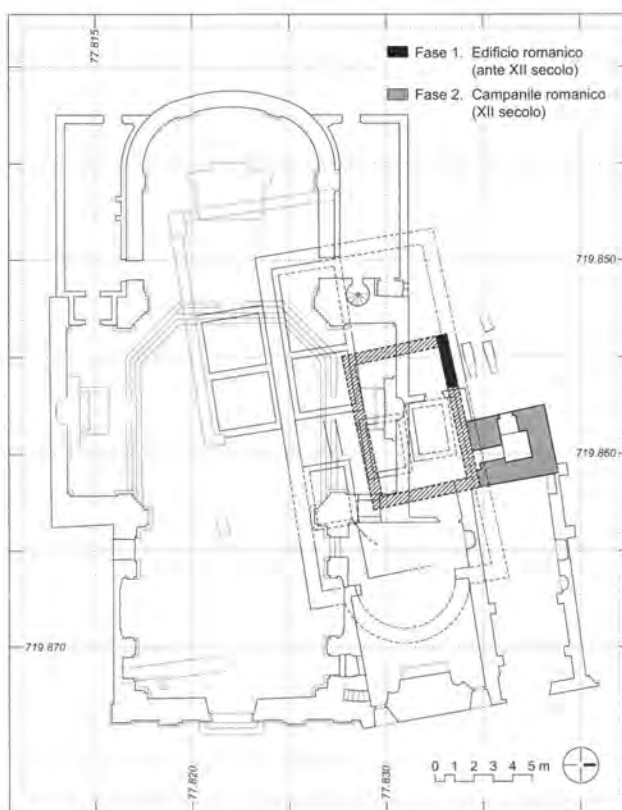 77.815
Fase 1. Edificio romanico
(ante XII secolo)
Fase 2. Campanile romanico
(XII secolo)
719.850
719.860
719.870
77.820
77.830
0 1 2 3 4 5 m